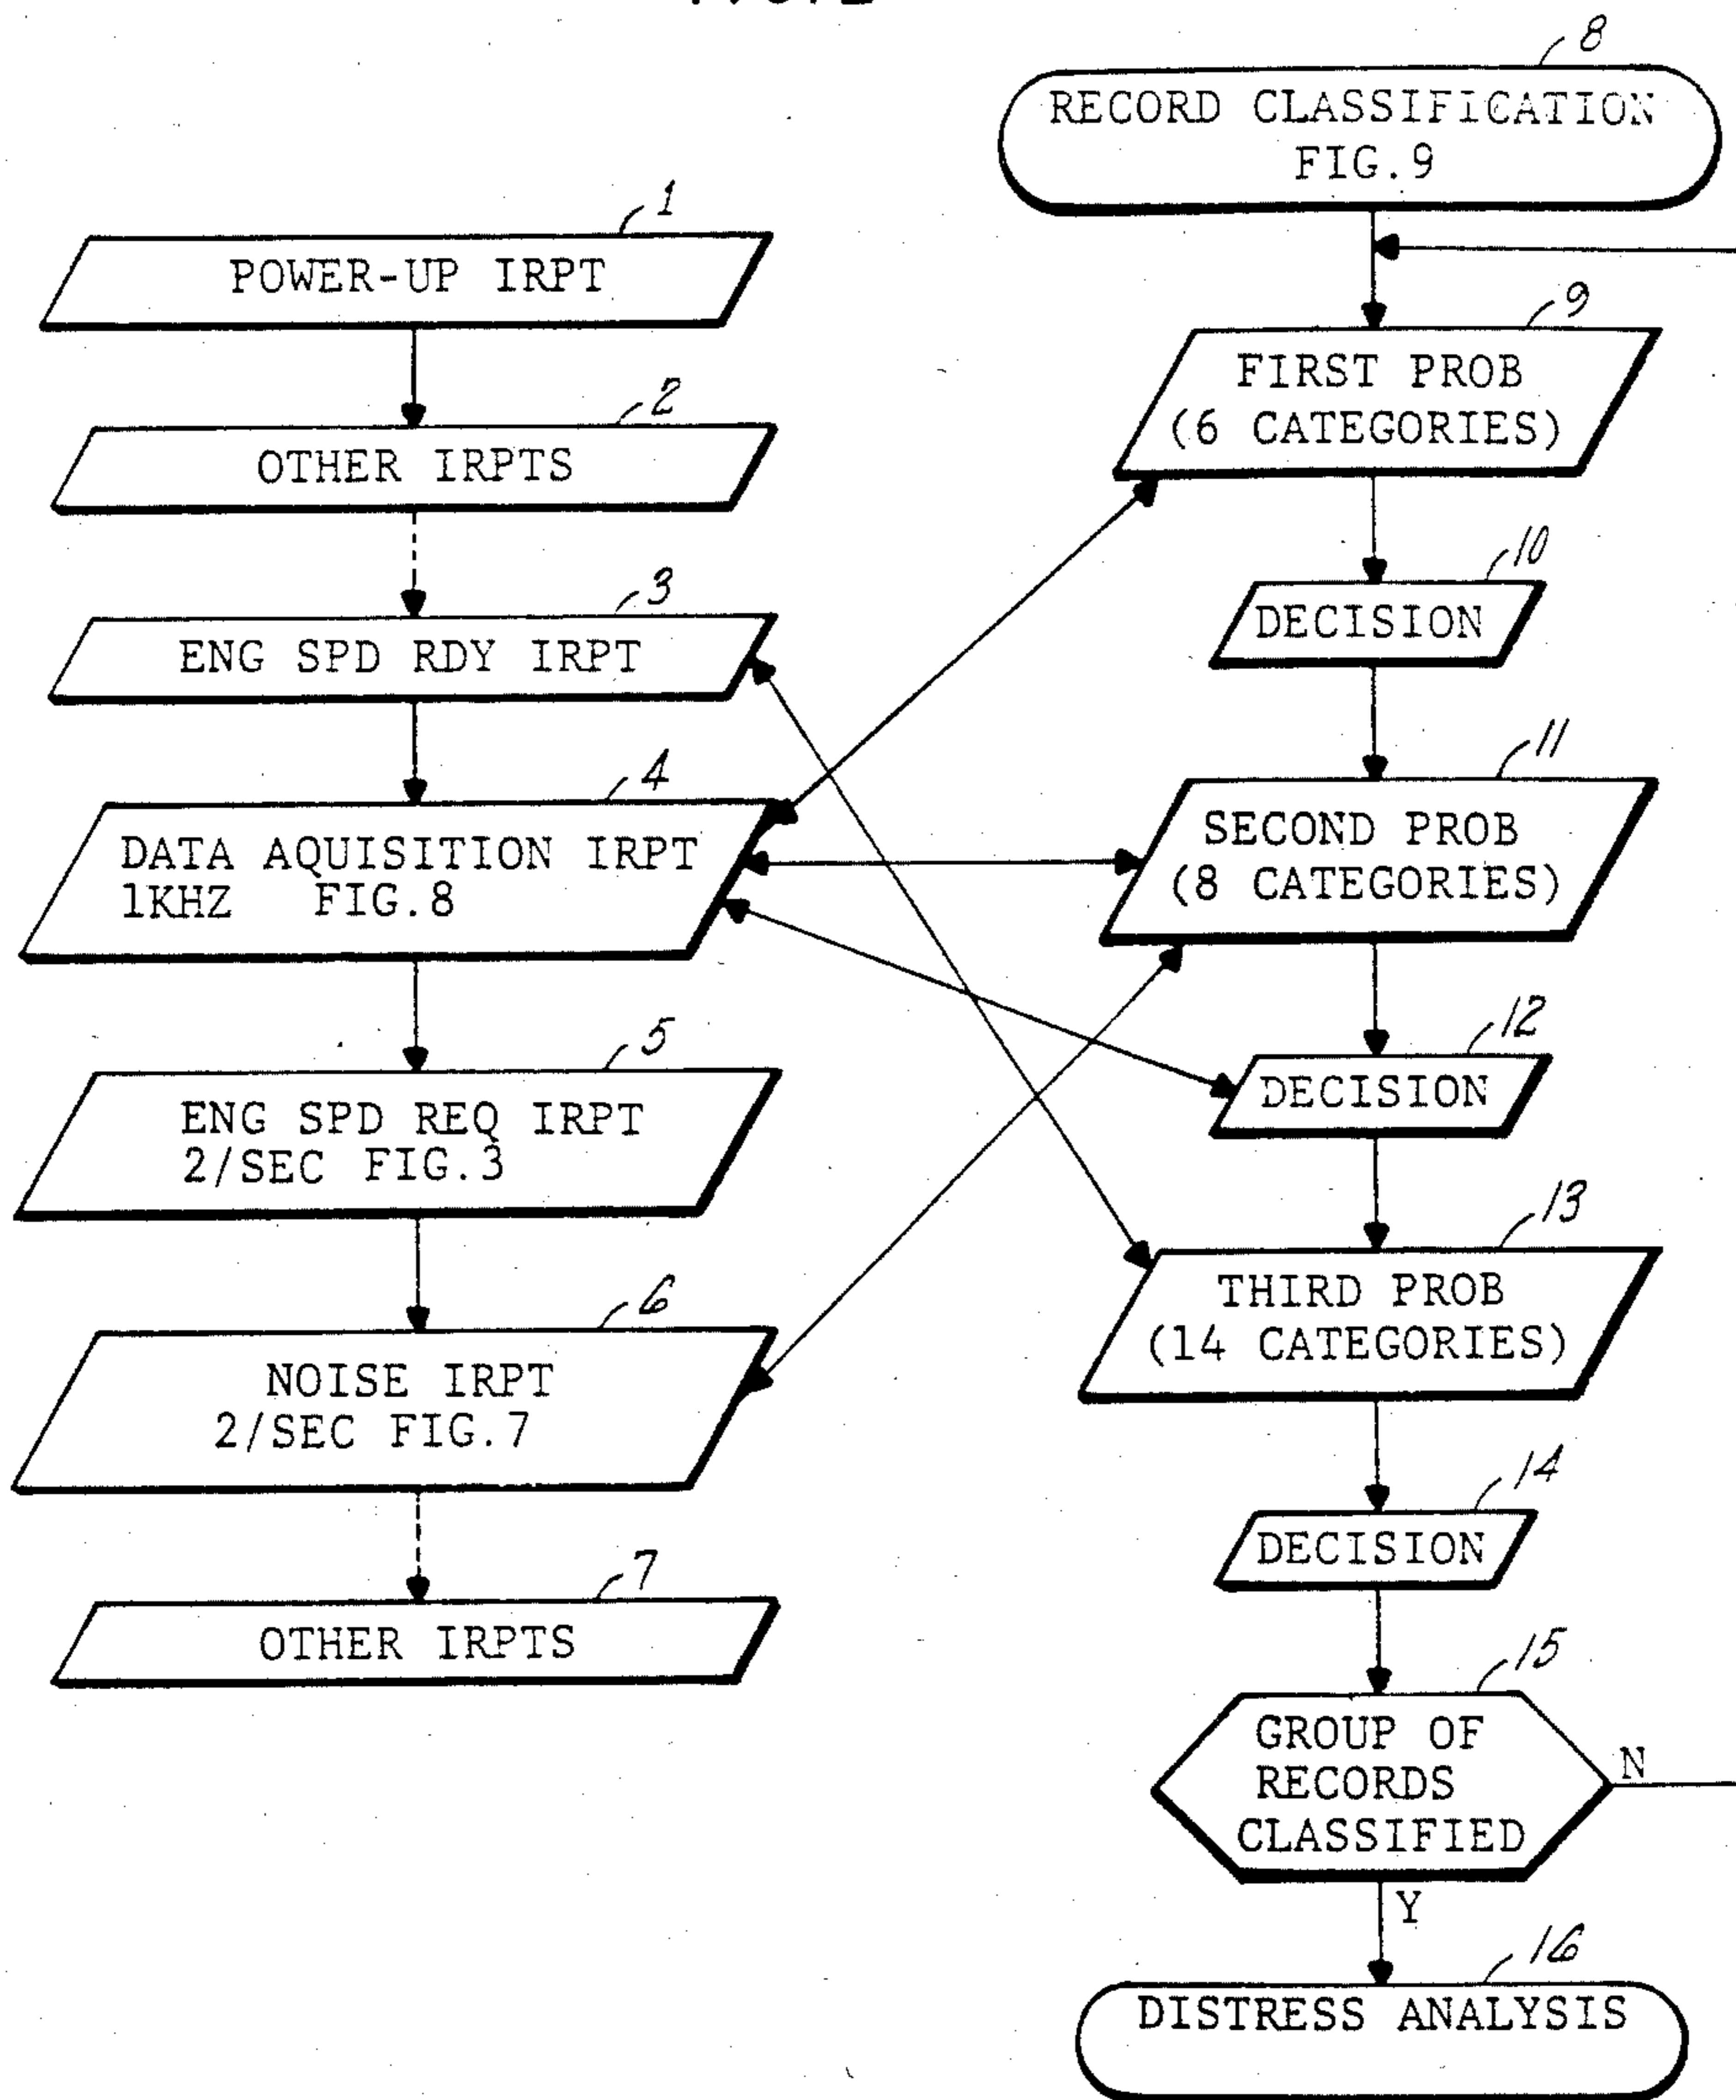 1
POWER-UP IRPT
2
OTHER IRPTS
3
ENG SPD RDY IRPT
4
DATA AQUISITION IRPT
1KHZ FIG.8
5
ENG SPD REQ IRPT
2/SEC FIG.3
6
NOISE IRPT
2/SEC FIG.7
7
OTHER IRPTS
8
RECORD CLASSIFICATION
FIG.9
9
FIRST PROB
(6 CATEGORIES)
10
DECISION
11
SECOND PROB
(8 CATEGORIES)
12
DECISION
13
THIRD PROB
(14 CATEGORIES)
14
DECISION
15
GROUP OF
RECORDS
CLASSIFIED
N
Y
16
DISTRESS ANALYSIS